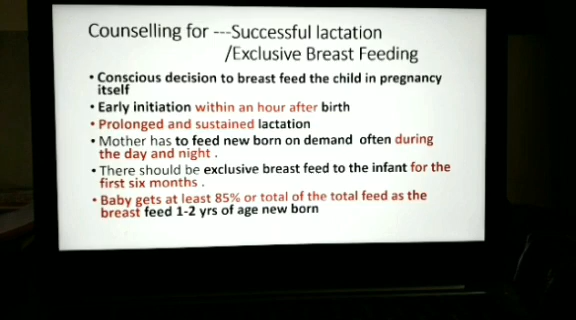 Counselling for ---Successful lactation
/Exclusive Breast Feeding
• Conscious decision to breast feed the child in pregnancy
itself
• Early initiation within an hour after birth
• Prolonged and sustained lactation
• Mother has to feed new born on demand often during
the day and night .
• There should be exclusive breast feed to the infant for the
first six months .
• Baby gets at least 85% or total of the total feed as the
breast feed 1-2 yrs of age new born